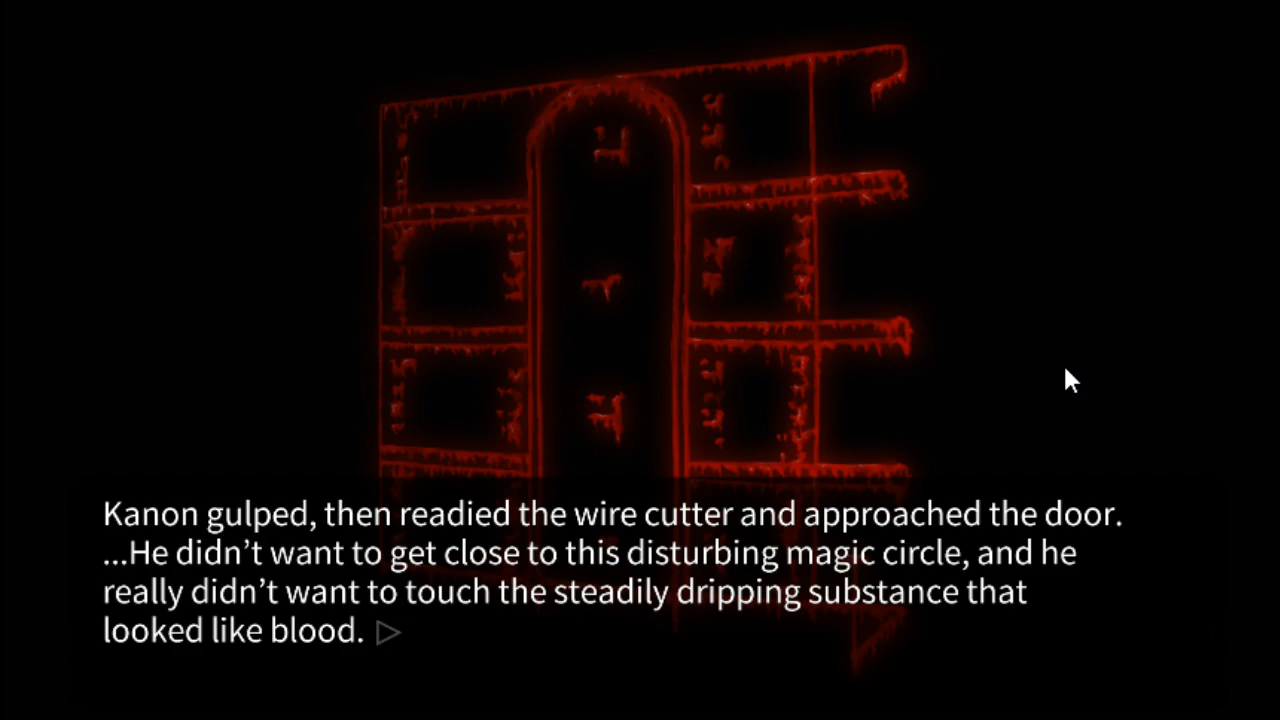 Kanon gulped, then readied the wire cutter and approached the door.
...He didn't want to get close to this disturbing magic circle, and he
really didn't want to touch the steadily dripping substance that
looked like blood.